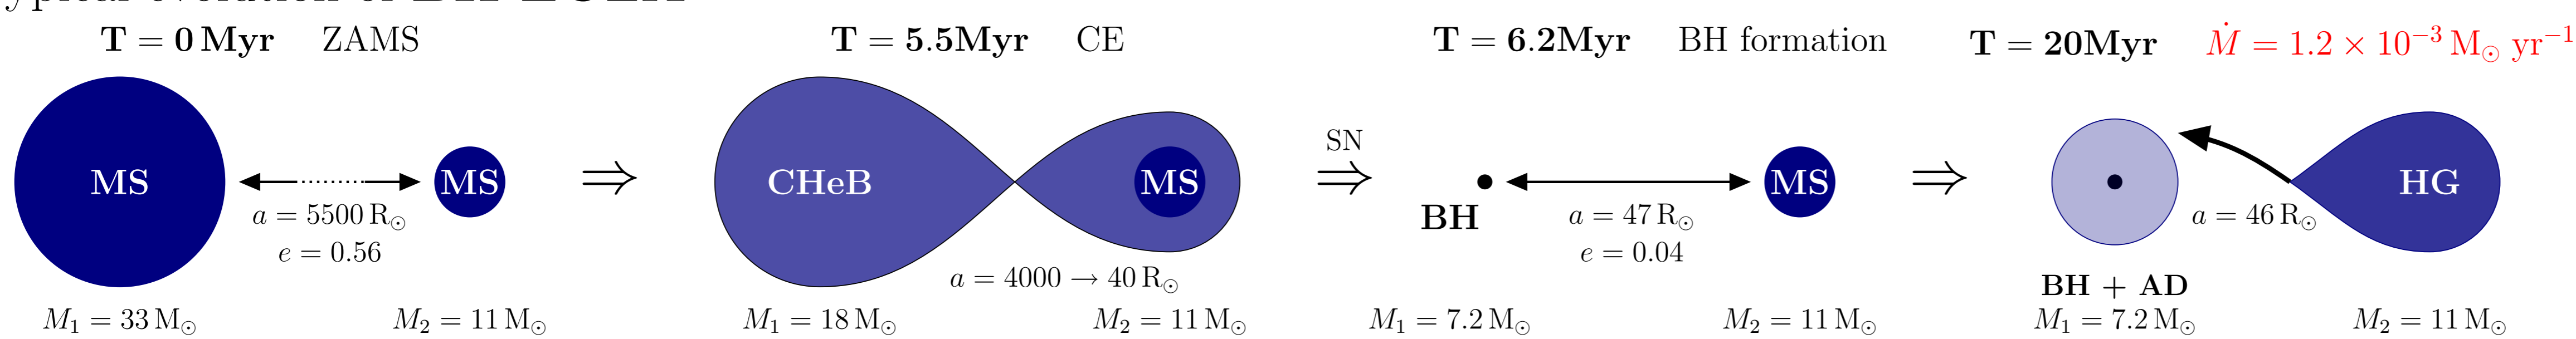 T = 0 Myr ZAMS
MS
MS
a = 5500 R⊙
e = 0.56
M₁ = 33 M⊙
M₂ = 11 M⊙
⇒
T = 5.5Myr CE
CHeB
MS
a = 4000 → 40 R⊙
M₁ = 18 M⊙
M₂ = 11 M⊙
SN
⇒
T = 6.2Myr BH formation
BH
MS
a = 47 R⊙
e = 0.04
M₁ = 7.2 M⊙
M₂ = 11 M⊙
⇒
T = 20Myr Ṁ = 1.2 × 10⁻³ M⊙ yr⁻¹
HG
a = 46 R⊙
BH + AD
M₁ = 7.2 M⊙
M₂ = 11 M⊙